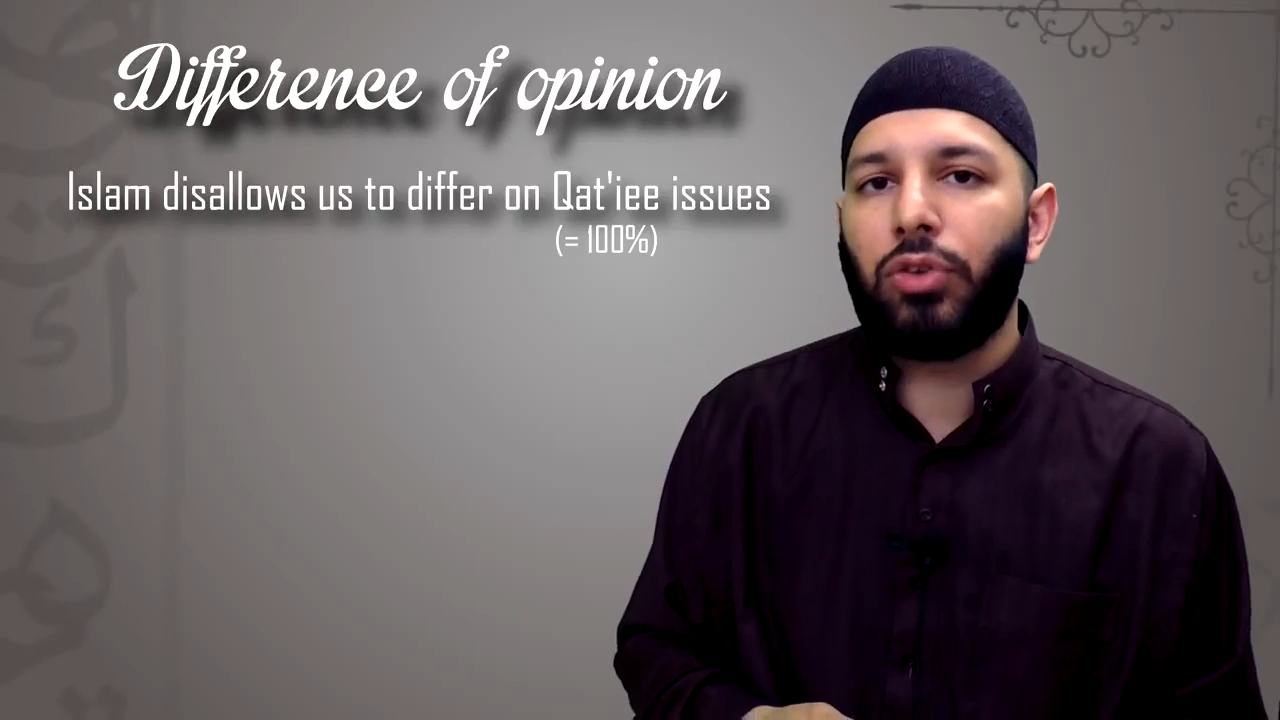 Difference of opinion
Islam disallows us to differ on Qat'iee issues
(= 100%)